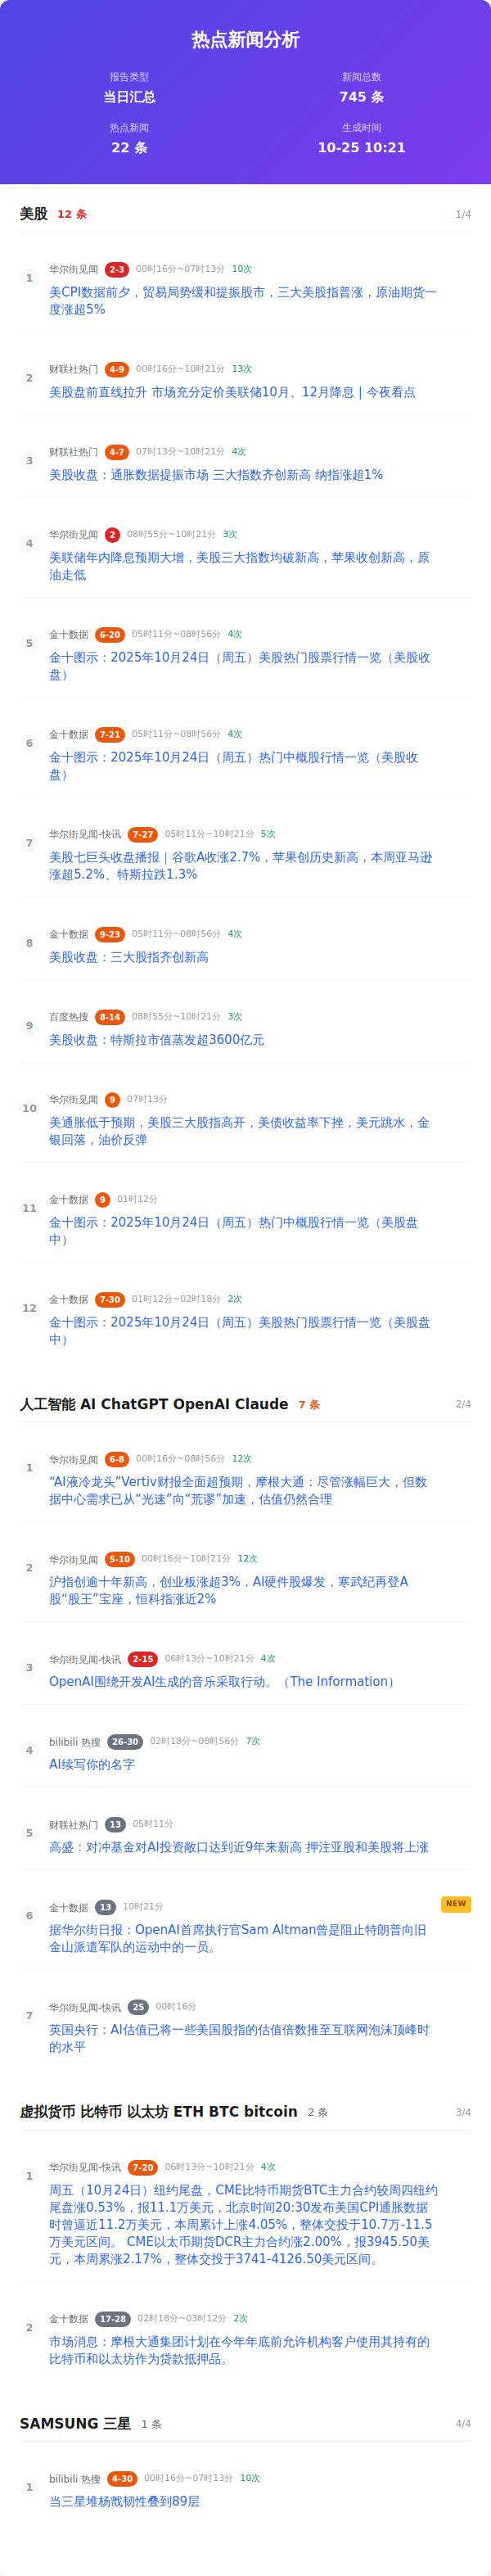 热点新闻分析
报告类型
当日汇总
新闻总数
745 条
热点新闻
22 条
生成时间
10-25 10:21
美股 12 条 1/4
1
华尔街见闻 2-3 00时16分~07时13分 10次
美CPI数据前夕，贸易局势缓和提振股市，三大美股指普涨，原油期货一
度涨超5%
2
财联社热门 4-9 00时16分~10时21分 13次
美股盘前直线拉升 市场充分定价美联储10月、12月降息 | 今夜看点
3
财联社热门 4-7 07时13分~10时21分 4次
美股收盘：通胀数据提振市场 三大指数齐创新高 纳指涨超1%
4
华尔街见闻 2 08时55分~10时21分 3次
美联储年内降息预期大增，美股三大指数均破新高，苹果收创新高，原
油走低
5
金十数据 6-20 05时11分~08时56分 4次
金十图示：2025年10月24日（周五）美股热门股票行情一览（美股收
盘）
6
金十数据 7-21 05时11分~08时56分 4次
金十图示：2025年10月24日（周五）热门中概股行情一览（美股收
盘）
7
华尔街见闻-快讯 7-27 05时11分~10时21分 5次
美股七巨头收盘播报｜谷歌A收涨2.7%，苹果创历史新高，本周亚马逊
涨超5.2%、特斯拉跌1.3%
8
金十数据 9-23 05时11分~08时56分 4次
美股收盘：三大股指齐创新高
9
百度热搜 8-14 08时55分~10时21分 3次
美股收盘：特斯拉市值蒸发超3600亿元
10
华尔街见闻 9 07时13分
美通胀低于预期，美股三大股指高开，美债收益率下挫，美元跳水，金
银回落，油价反弹
11
金十数据 9 01时12分
金十图示：2025年10月24日（周五）热门中概股行情一览（美股盘
中）
12
金十数据 7-30 01时12分~02时18分 2次
金十图示：2025年10月24日（周五）美股热门股票行情一览（美股盘
中）
人工智能 AI ChatGPT OpenAI Claude 7 条 2/4
1
华尔街见闻 6-8 00时16分~08时56分 12次
“AI液冷龙头”Vertiv财报全面超预期，摩根大通：尽管涨幅巨大，但数
据中心需求已从“光速”向“荒谬”加速，估值仍然合理
2
华尔街见闻 5-10 00时16分~10时21分 12次
沪指创逾十年新高，创业板涨超3%，AI硬件股爆发，寒武纪再登A
股“股王”宝座，恒科指涨近2%
3
华尔街见闻-快讯 2-15 06时13分~10时21分 4次
OpenAI围绕开发AI生成的音乐采取行动。（The Information）
4
bilibili 热搜 26-30 02时18分~08时56分 7次
AI续写你的名字
5
财联社热门 13 05时11分
高盛：对冲基金对AI投资敞口达到近9年来新高 押注亚股和美股将上涨
6
金十数据 13 10时21分 NEW
据华尔街日报：OpenAI首席执行官Sam Altman曾是阻止特朗普向旧
金山派遣军队的运动中的一员。
7
华尔街见闻-快讯 25 00时16分
英国央行：AI估值已将一些美国股指的估值倍数推至互联网泡沫顶峰时
的水平
虚拟货币 比特币 以太坊 ETH BTC bitcoin 2 条 3/4
1
华尔街见闻-快讯 7-20 06时13分~10时21分 4次
周五（10月24日）纽约尾盘，CME比特币期货BTC主力合约较周四纽约
尾盘涨0.53%，报11.1万美元，北京时间20:30发布美国CPI通胀数据
时曾逼近11.2万美元，本周累计上涨4.05%，整体交投于10.7万-11.5
万美元区间。 CME以太币期货DCR主力合约涨2.00%，报3945.50美
元，本周累涨2.17%，整体交投于3741-4126.50美元区间。
2
金十数据 17-28 02时18分~03时12分 2次
市场消息：摩根大通集团计划在今年年底前允许机构客户使用其持有的
比特币和以太坊作为贷款抵押品。
SAMSUNG 三星 1 条 4/4
1
bilibili 热搜 4-30 00时16分~07时13分 10次
当三星堆杨戬韧性叠到89层